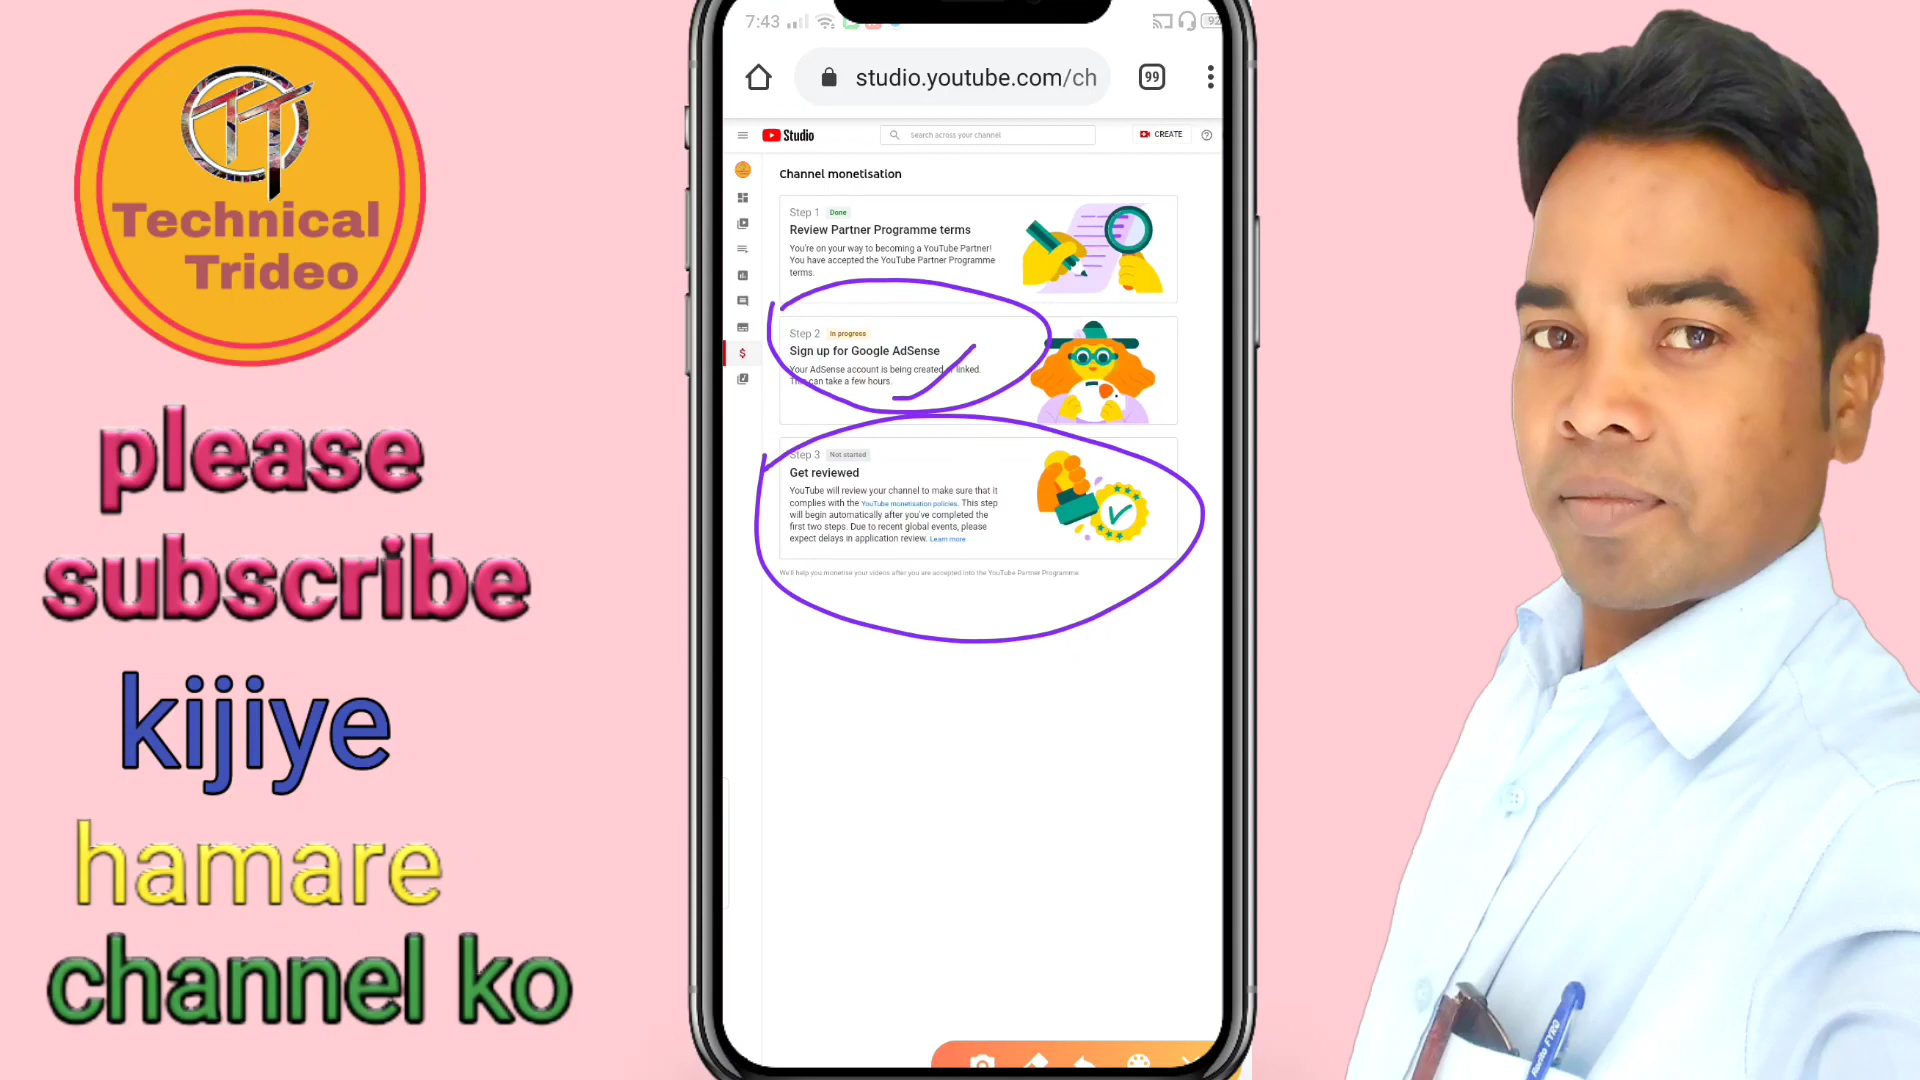 TT
Technical
Trideo
please
subscribe
kijiye
hamare
channel ko
7:43
92
studio.youtube.com/ch
99
Studio
Search across your channel
CREATE
Channel monetisation
Step 1 Done
Review Partner Programme terms
You're on your way to becoming a YouTube Partner!
You have accepted the YouTube Partner Programme
terms.
Step 2 In progress
Sign up for Google AdSense
Your AdSense account is being created or linked.
This can take a few hours.
$
Step 3 Not started
Get reviewed
YouTube will review your channel to make sure that it
complies with the YouTube monetisation policies. This step
will begin automatically after you've completed the
first two steps. Due to recent global events, please
expect delays in application review. Learn more
We'll help you monetise your videos after you are accepted into the YouTube Partner Programme